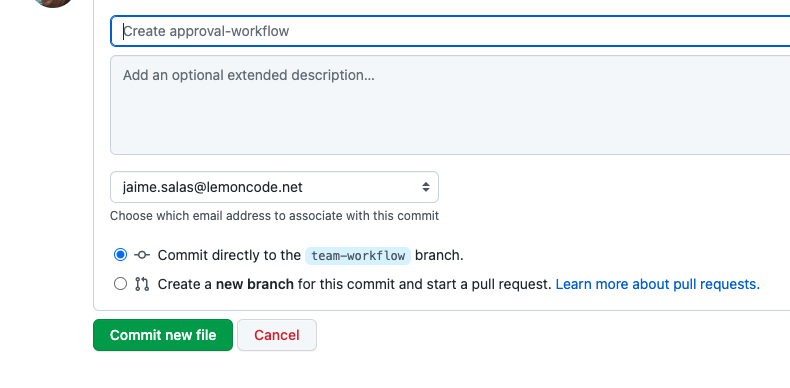 Create approval-workflow
Add an optional extended description...
jaime.salas@lemoncode.net
Choose which email address to associate with this commit
Commit directly to the team-workflow branch.
Create a new branch for this commit and start a pull request. Learn more about pull requests.
Commit new file Cancel